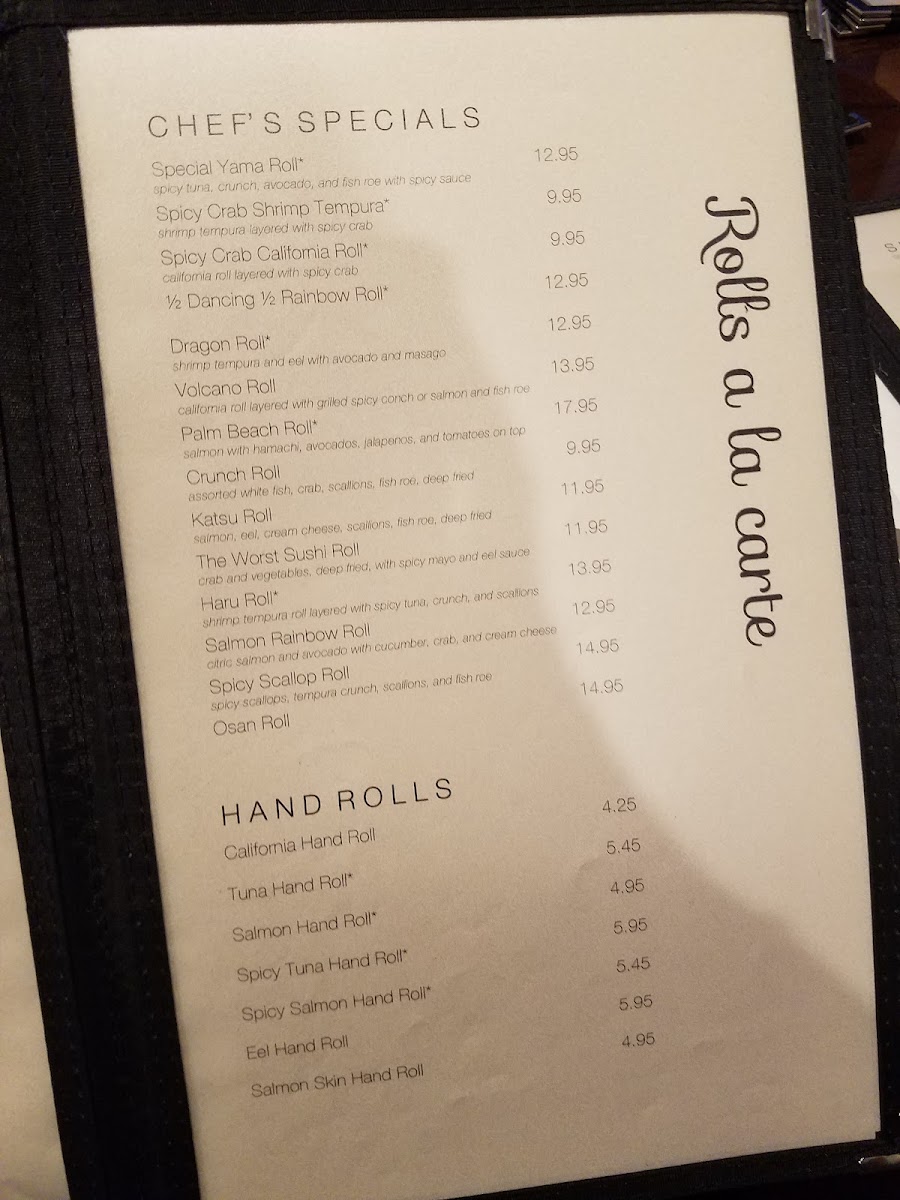 CHEF'S SPECIALS
Special Yama Roll* 12.95
spicy tuna, crunch, avocado, and fish roe with spicy sauce
Spicy Crab Shrimp Tempura* 9.95
shrimp tempura layered with spicy crab
Spicy Crab California Roll* 9.95
california roll layered with spicy crab
½ Dancing ½ Rainbow Roll* 12.95
Dragon Roll* 12.95
shrimp tempura and eel with avocado and masago
Volcano Roll 13.95
california roll layered with grilled spicy conch or salmon and fish roe
Palm Beach Roll* 17.95
salmon with hamachi, avocados, jalapenos, and tomatoes on top
Crunch Roll 9.95
assorted white fish, crab, scallions, fish roe, deep fried
Katsu Roll 11.95
salmon, eel, cream cheese, scallions, fish roe, deep fried
The Worst Sushi Roll 11.95
crab and vegetables, deep fried, with spicy mayo and eel sauce
Haru Roll* 13.95
shrimp tempura roll layered with spicy tuna, crunch, and scallions
Salmon Rainbow Roll 12.95
citric salmon and avocado with cucumber, crab, and cream cheese
Spicy Scallop Roll 14.95
spicy scallops, tempura crunch, scallions, and fish roe
Osan Roll 14.95
HAND ROLLS
California Hand Roll 4.25
Tuna Hand Roll* 5.45
Salmon Hand Roll* 4.95
Spicy Tuna Hand Roll* 5.95
Spicy Salmon Hand Roll* 5.45
Eel Hand Roll 5.95
Salmon Skin Hand Roll 4.95
Rolls a la carte